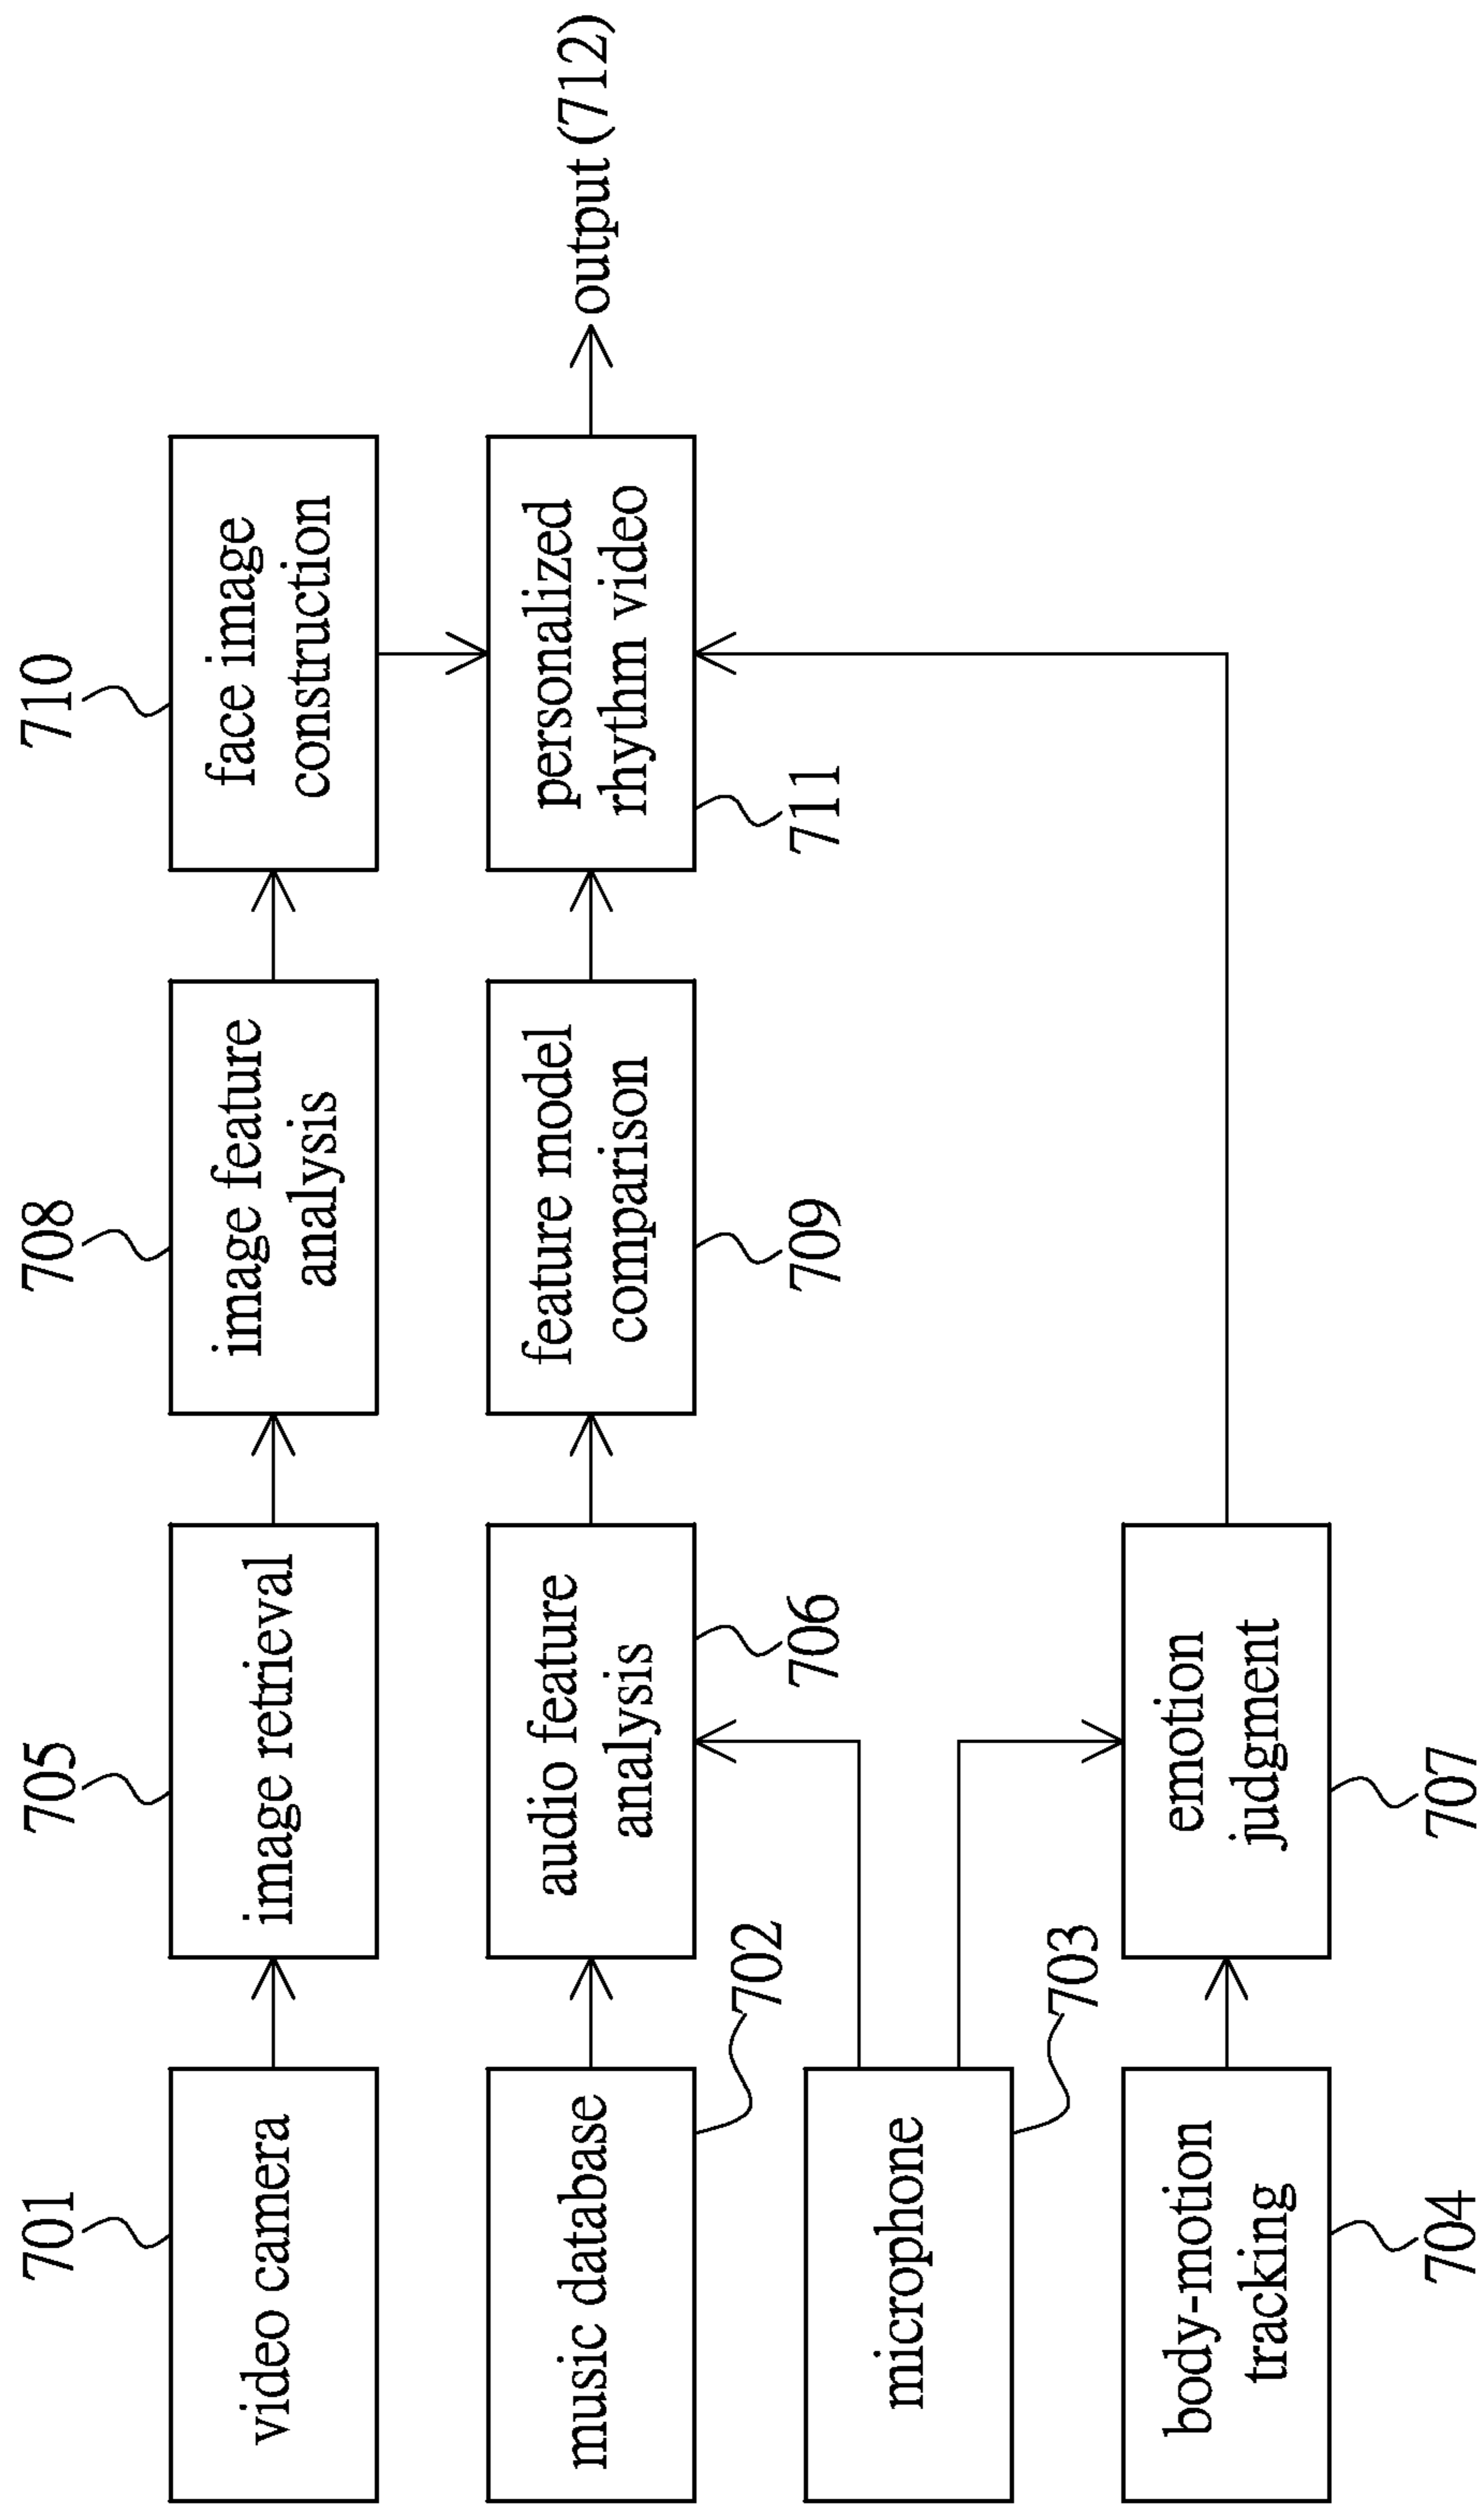 701
video camera
705
image retrieval
708
image feature
analysis
710
face image
construction
music database
702
audio feature
analysis
706
feature model
comparison
709
personalized
rhythm video
711
output (712)
microphone
703
body-motion
tracking
704
emotion
judgment
707